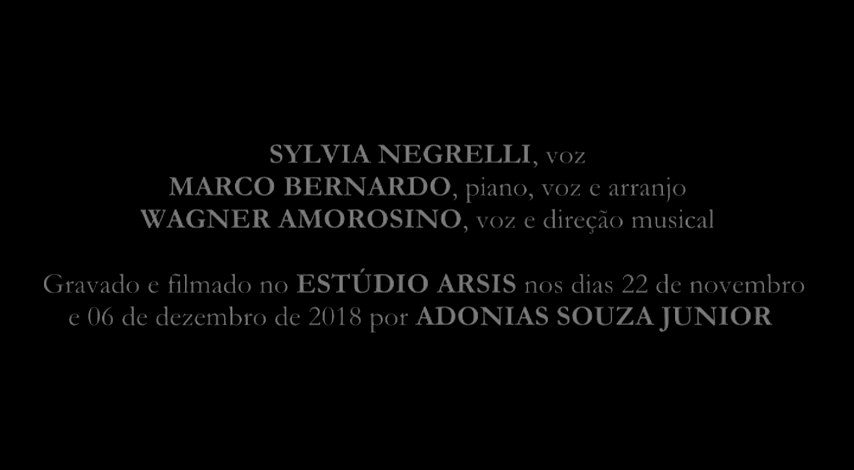 SYLVIA NEGRELLI, voz
MARCO BERNARDO, piano, voz e arranjo
WAGNER AMOROSINO, voz e direção musical
Gravado e filmado no ESTÚDIO ARSIS nos dias 22 de novembro
e 06 de dezembro de 2018 por ADONIAS SOUZA JUNIOR